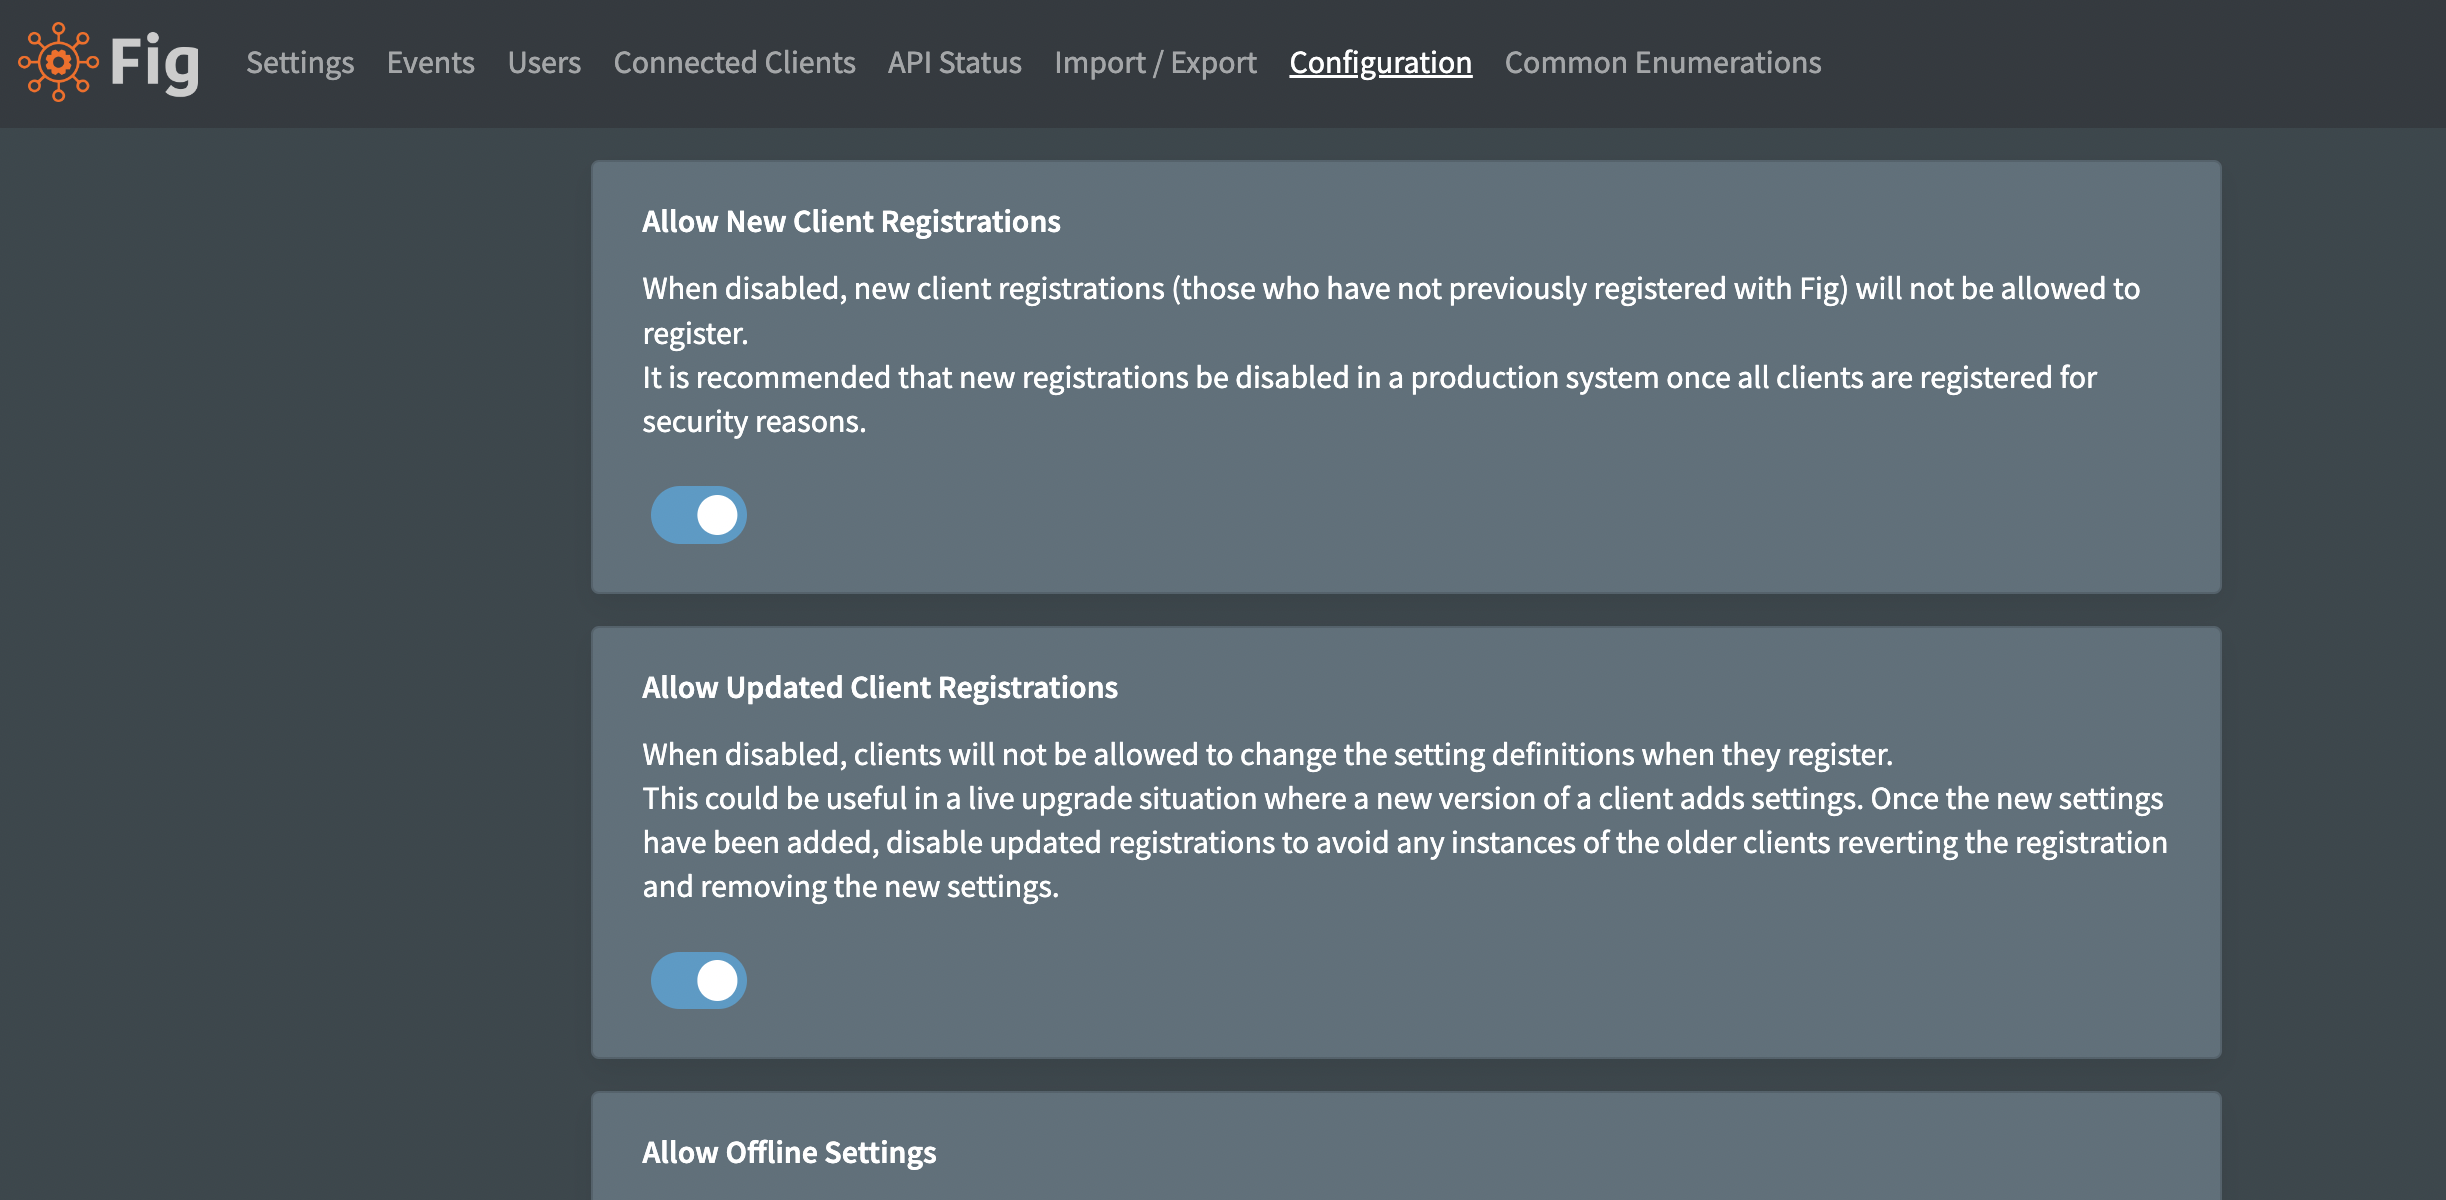 Fig Settings Events Users Connected Clients API Status Import / Export Configuration Common Enumerations
Allow New Client Registrations
When disabled, new client registrations (those who have not previously registered with Fig) will not be allowed to
register.
It is recommended that new registrations be disabled in a production system once all clients are registered for
security reasons.
Allow Updated Client Registrations
When disabled, clients will not be allowed to change the setting definitions when they register.
This could be useful in a live upgrade situation where a new version of a client adds settings. Once the new settings
have been added, disable updated registrations to avoid any instances of the older clients reverting the registration
and removing the new settings.
Allow Offline Settings